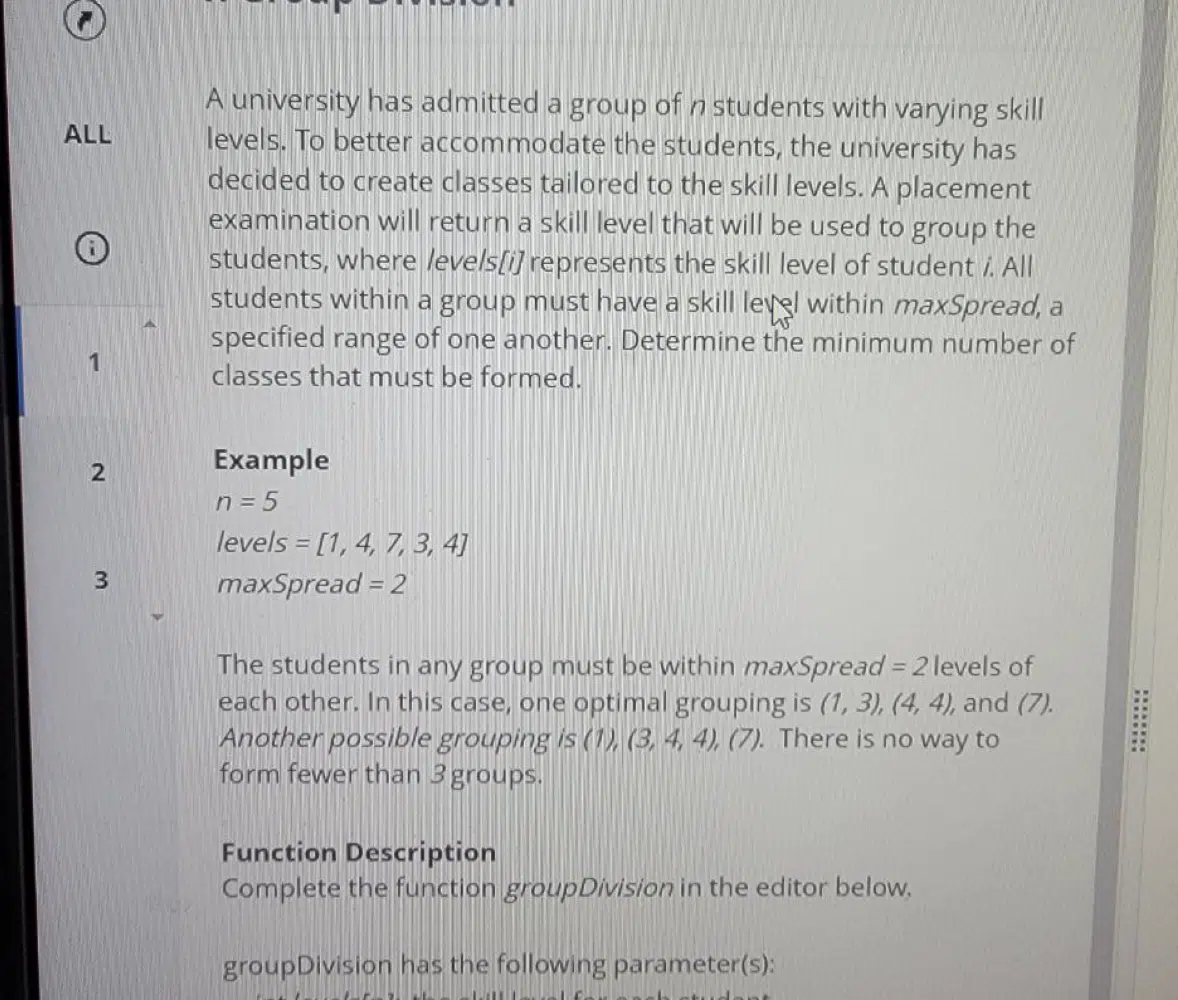 Group Division
A university has admitted a group of n students with varying skill
levels. To better accommodate the students, the university has
decided to create classes tailored to the skill levels. A placement
examination will return a skill level that will be used to group the
students, where levels[i] represents the skill level of student i. All
students within a group must have a skill level within maxSpread, a
specified range of one another. Determine the minimum number of
classes that must be formed.
ALL
1
2
3
Example
n = 5
levels = [1, 4, 7, 3, 4]
maxSpread = 2
The students in any group must be within maxSpread = 2 levels of
each other. In this case, one optimal grouping is (1, 3), (4, 4), and (7).
Another possible grouping is (1), (3, 4, 4), (7). There is no way to
form fewer than 3 groups.
Function Description
Complete the function groupDivision in the editor below.
groupDivision has the following parameter(s):